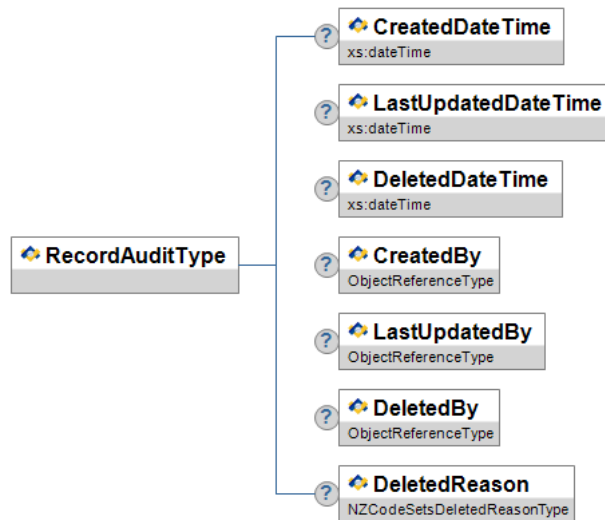 ?
CreatedDateTime
xs:dateTime
?
LastUpdatedDateTime
xs:dateTime
?
DeletedDateTime
xs:dateTime
RecordAuditType
?
CreatedBy
ObjectReferenceType
?
LastUpdatedBy
ObjectReferenceType
?
DeletedBy
ObjectReferenceType
?
DeletedReason
NZCodeSetsDeletedReasonType